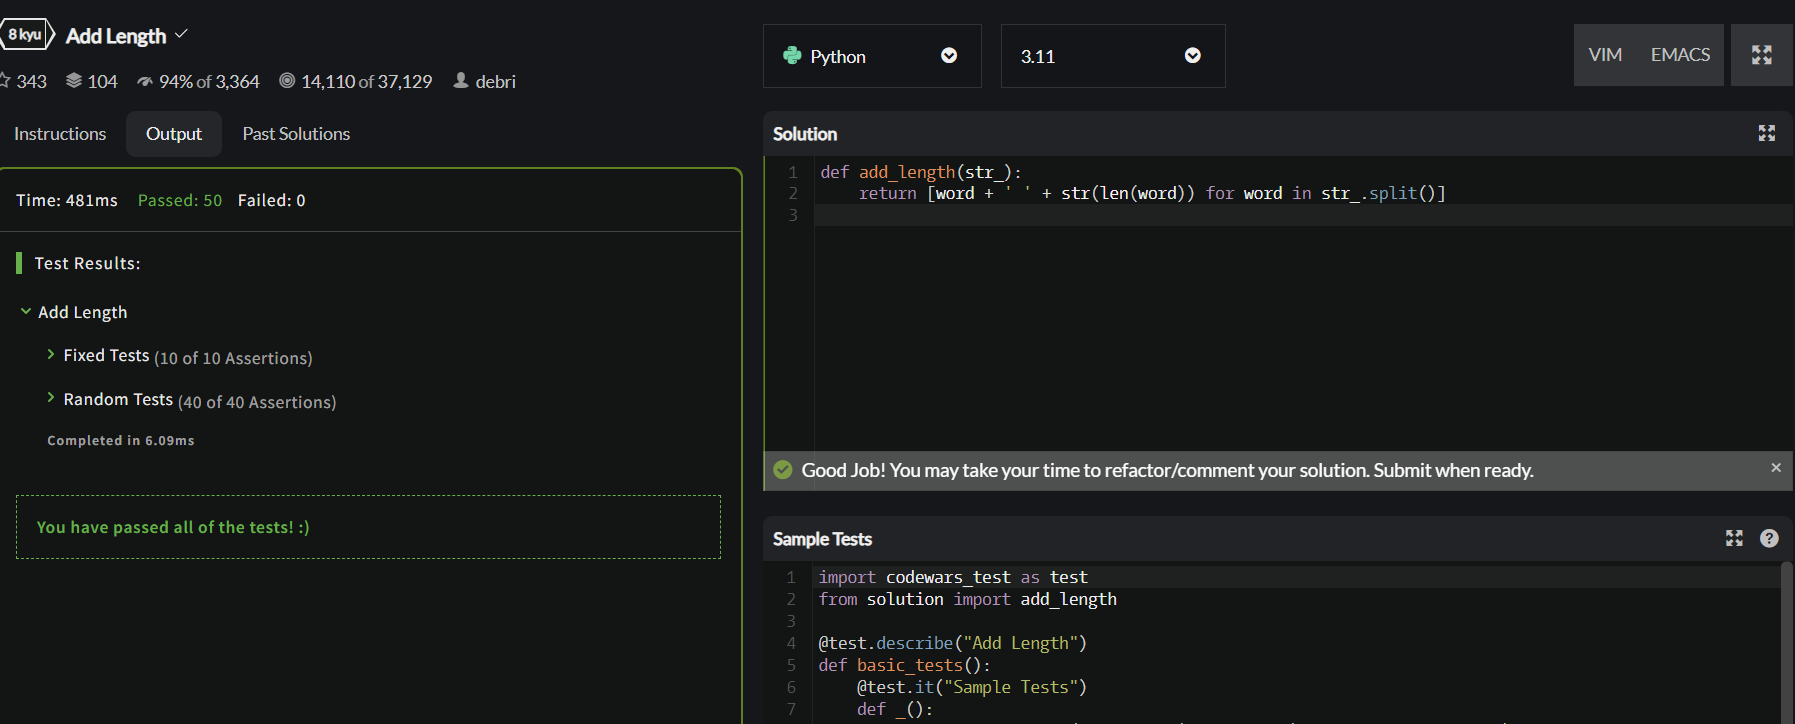 8 kyu Add Length
343 104 94% of 3,364 14,110 of 37,129 debri
Instructions Output Past Solutions
Time: 481ms Passed: 50 Failed: 0
Test Results:
Add Length
Fixed Tests (10 of 10 Assertions)
Random Tests (40 of 40 Assertions)
Completed in 6.09ms
You have passed all of the tests! :)
Python 3.11 VIM EMACS
Solution
1 def add_length(str_):
2     return [word + ' ' + str(len(word)) for word in str_.split()]
3
Good Job! You may take your time to refactor/comment your solution. Submit when ready. ×
Sample Tests ?
1 import codewars_test as test
2 from solution import add_length
3
4 @test.describe("Add Length")
5 def basic_tests():
6     @test.it("Sample Tests")
7     def _():